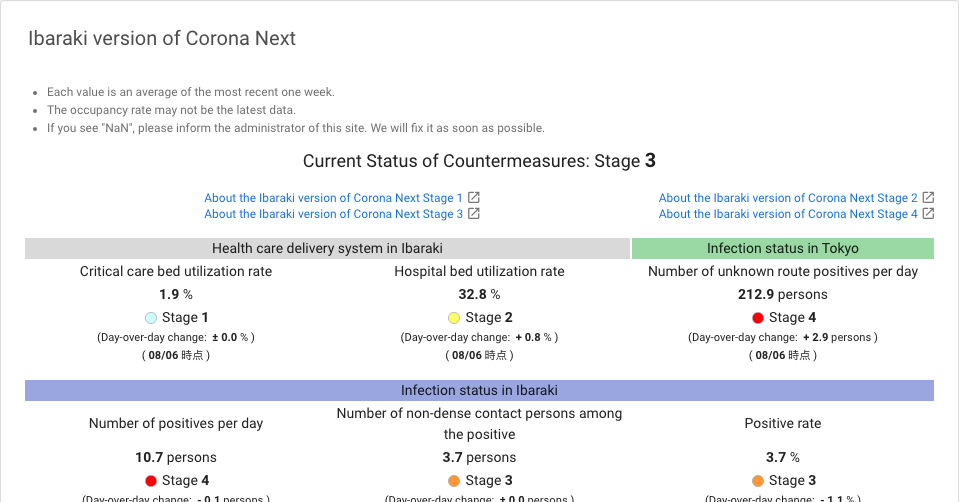 Ibaraki version of Corona Next
Each value is an average of the most recent one week.
The occupancy rate may not be the latest data.
If you see "NaN", please inform the administrator of this site. We will fix it as soon as possible.
Current Status of Countermeasures: Stage 3
About the Ibaraki version of Corona Next Stage 1
About the Ibaraki version of Corona Next Stage 2
About the Ibaraki version of Corona Next Stage 3
About the Ibaraki version of Corona Next Stage 4
Health care delivery system in Ibaraki
Infection status in Tokyo
Critical care bed utilization rate
Hospital bed utilization rate
Number of unknown route positives per day
1.9 %
32.8 %
212.9 persons
Stage 1
Stage 2
Stage 4
(Day-over-day change: ± 0.0 % )
(Day-over-day change: + 0.8 % )
(Day-over-day change: + 2.9 persons )
( 08/06 時点 )
( 08/06 時点 )
( 08/06 時点 )
Infection status in Ibaraki
Number of positives per day
Number of non-dense contact persons among
the positive
Positive rate
10.7 persons
3.7 persons
3.7 %
Stage 4
Stage 3
Stage 3
(Day-over-day change: - 0.1 persons )
(Day-over-day change: ± 0.0 persons )
(Day-over-day change: - 1.1 % )